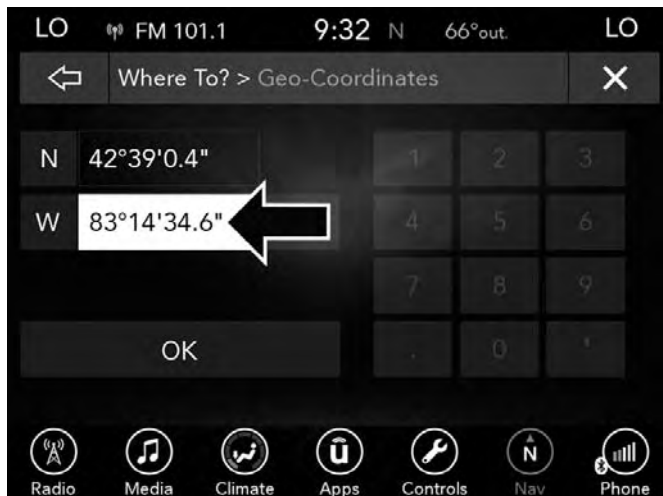 LO FM 101.1 9:32 N 66°out. LO
Where To? > Geo-Coordinates X
N 42°39'0.4" 1 2 3
W 83°14'34.6" 4 5 6
7 8 9
OK . 0 '
û N
Radio Media Climate Apps Controls Nav Phone